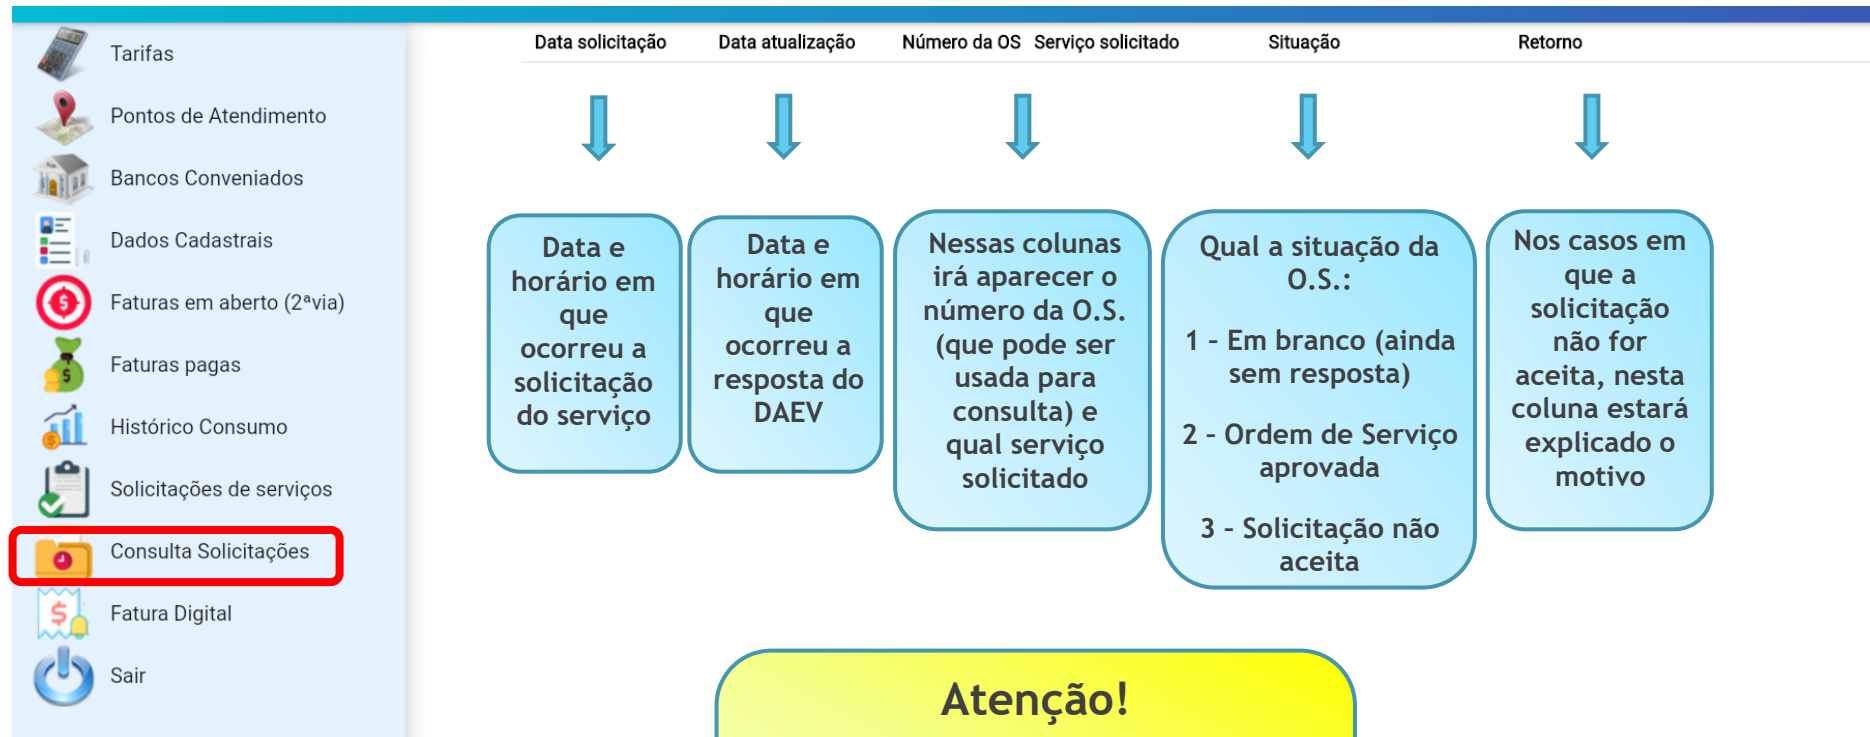 Tarifas
Pontos de Atendimento
Bancos Conveniados
Dados Cadastrais
Faturas em aberto (2ªvia)
Faturas pagas
Histórico Consumo
Solicitações de serviços
Consulta Solicitações
Fatura Digital
Sair
Data solicitação Data atualização Número da OS Serviço solicitado Situação Retorno
Data e
horário em
que
ocorreu a
solicitação
do serviço
Data e
horário em
que
ocorreu a
resposta do
DAEV
Nessas colunas
irá aparecer o
número da O.S.
(que pode ser
usada para
consulta) e
qual serviço
solicitado
Qual a situação da
O.S.:
1 – Em branco (ainda
sem resposta)
2 – Ordem de Serviço
aprovada
3 – Solicitação não
aceita
Nos casos em
que a
solicitação
não for
aceita, nesta
coluna estará
explicado o
motivo
Atenção!